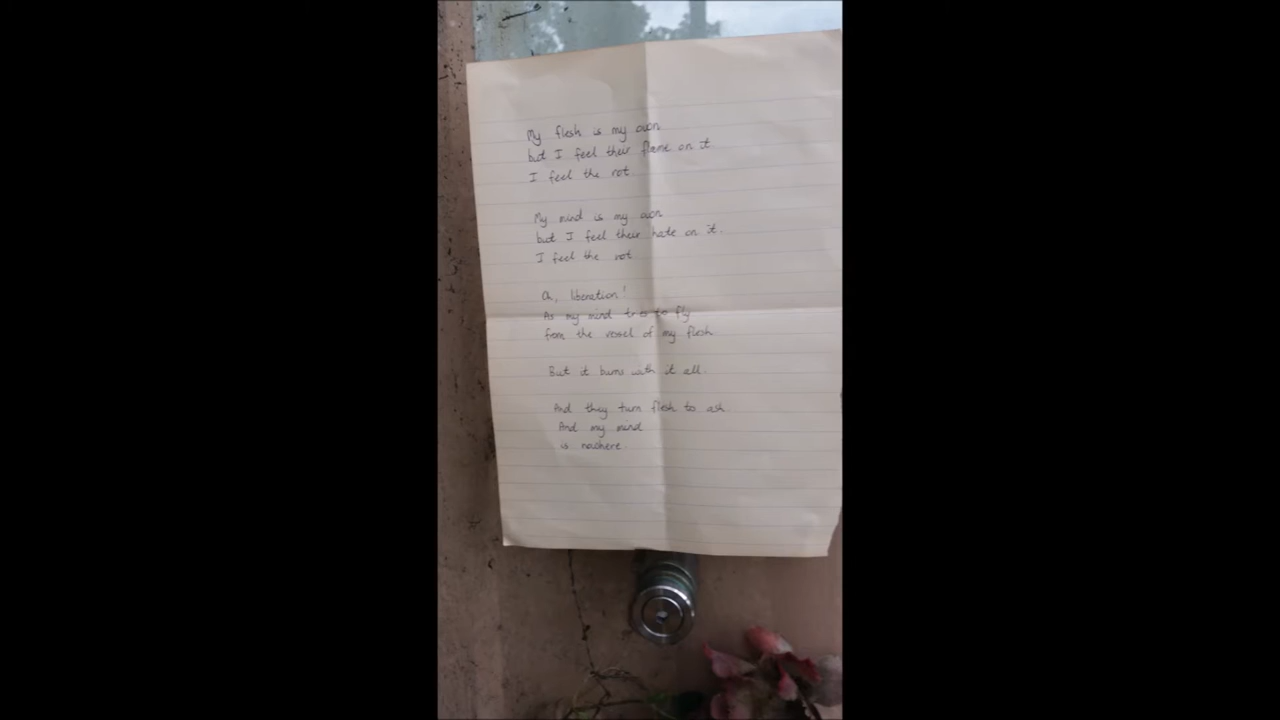 My flesh is my own
but I feel their flame on it
I feel the rot
My mind is my own
but I feel their hate on it.
I feel the rot
Oh, liberation!
As my mind tries to fly
from the vessel of my flesh
But it burns with it all.
And they turn flesh to ash.
And my mind
is nowhere